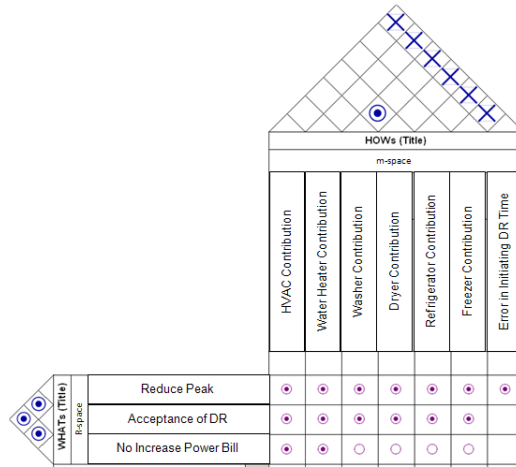 HOWs (Title)
m-space
HVAC Contribution
Water Heater Contribution
Washer Contribution
Dryer Contribution
Refrigerator Contribution
Freezer Contribution
Error in Initiating DR Time
WHATs (Title)
R-space
Reduce Peak
Acceptance of DR
No Increase Power Bill